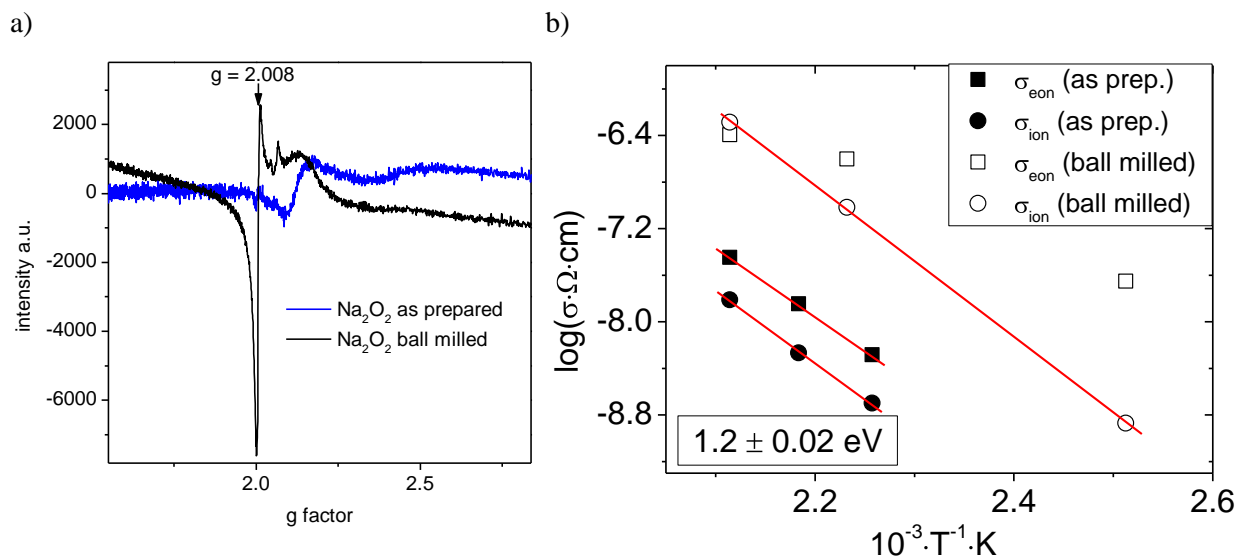 a)
g = 2.008
2000
0
-2000
-4000
-6000
intensity a.u.
Na₂O₂ as prepared
Na₂O₂ ball milled
2.0
2.5
g factor
b)
σeon (as prep.)
σion (as prep.)
σeon (ball milled)
σion (ball milled)
-6.4
-7.2
-8.0
-8.8
log(σ·Ω·cm)
1.2 ± 0.02 eV
2.2
2.4
2.6
10⁻³·T⁻¹·K